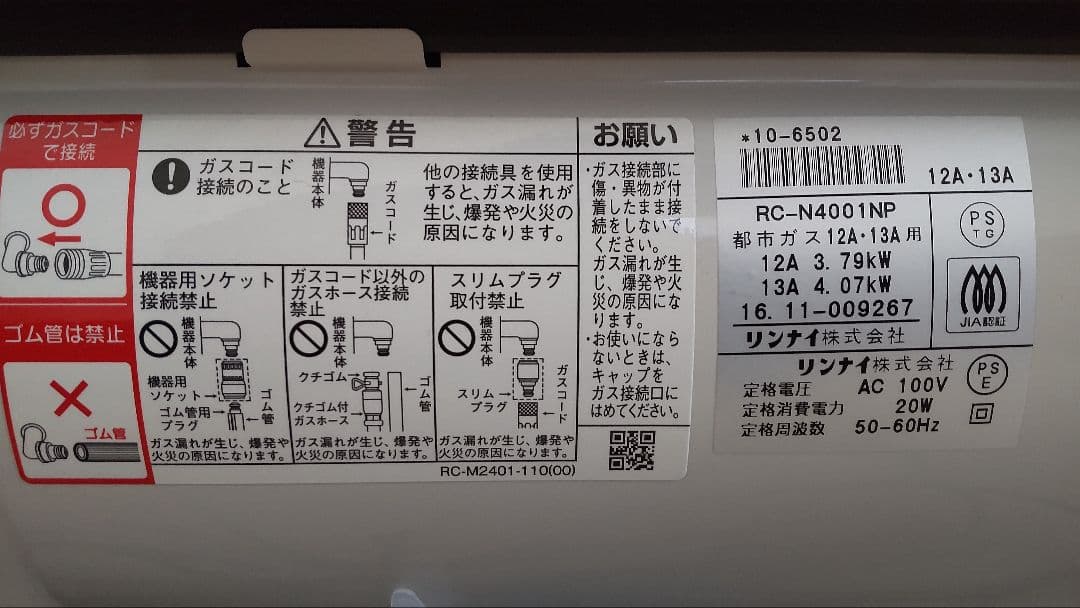 必ずガスコード
で接続
ゴム管は禁止
ゴム管
警告
ガスコード
接続のこと
機器本体
ガスコード
他の接続具を使用
すると、ガス漏れが
生じ、爆発や火災の
原因になります。
機器用ソケット
接続禁止
機器本体
機器用
ソケット
ゴム管用
プラグ
ゴム管
ガス漏れが生じ、爆発や
火災の原因になります。
ガスコード以外の
ガスホース接続
禁止
機器本体
クチゴム
クチゴム付
ガスホース
ゴム管
ガス漏れが生じ、爆発や
火災の原因になります。
スリムプラグ
取付禁止
機器本体
スリム
プラグ
ガスコード
ガス漏れが生じ、爆発や
火災の原因になります。
RC-M2401-110(00)
お願い
・ガス接続部に
傷・異物が付
着したまま接
続をしないで
ください。
ガス漏れが生
じ、爆発や火
災の原因にな
ります。
・お使いになら
ないときは、
キャップを
ガス接続口に
はめてください。
*10-6502
12A・13A
RC-N4001NP
都市ガス12A・13A用
12A 3.79kW
13A 4.07kW
16.11-009267
リンナイ株式会社
PS
TG
JIA認証
リンナイ株式会社
定格電圧 AC 100V
定格消費電力 20W
定格周波数 50-60Hz
PS
E